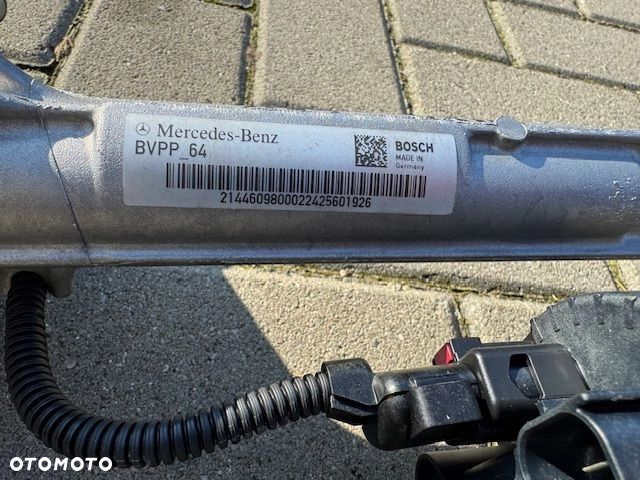 Mercedes-Benz
BVPP_64
BOSCH
MADE IN
Germany
2144609800022425601926
OTOMOTO